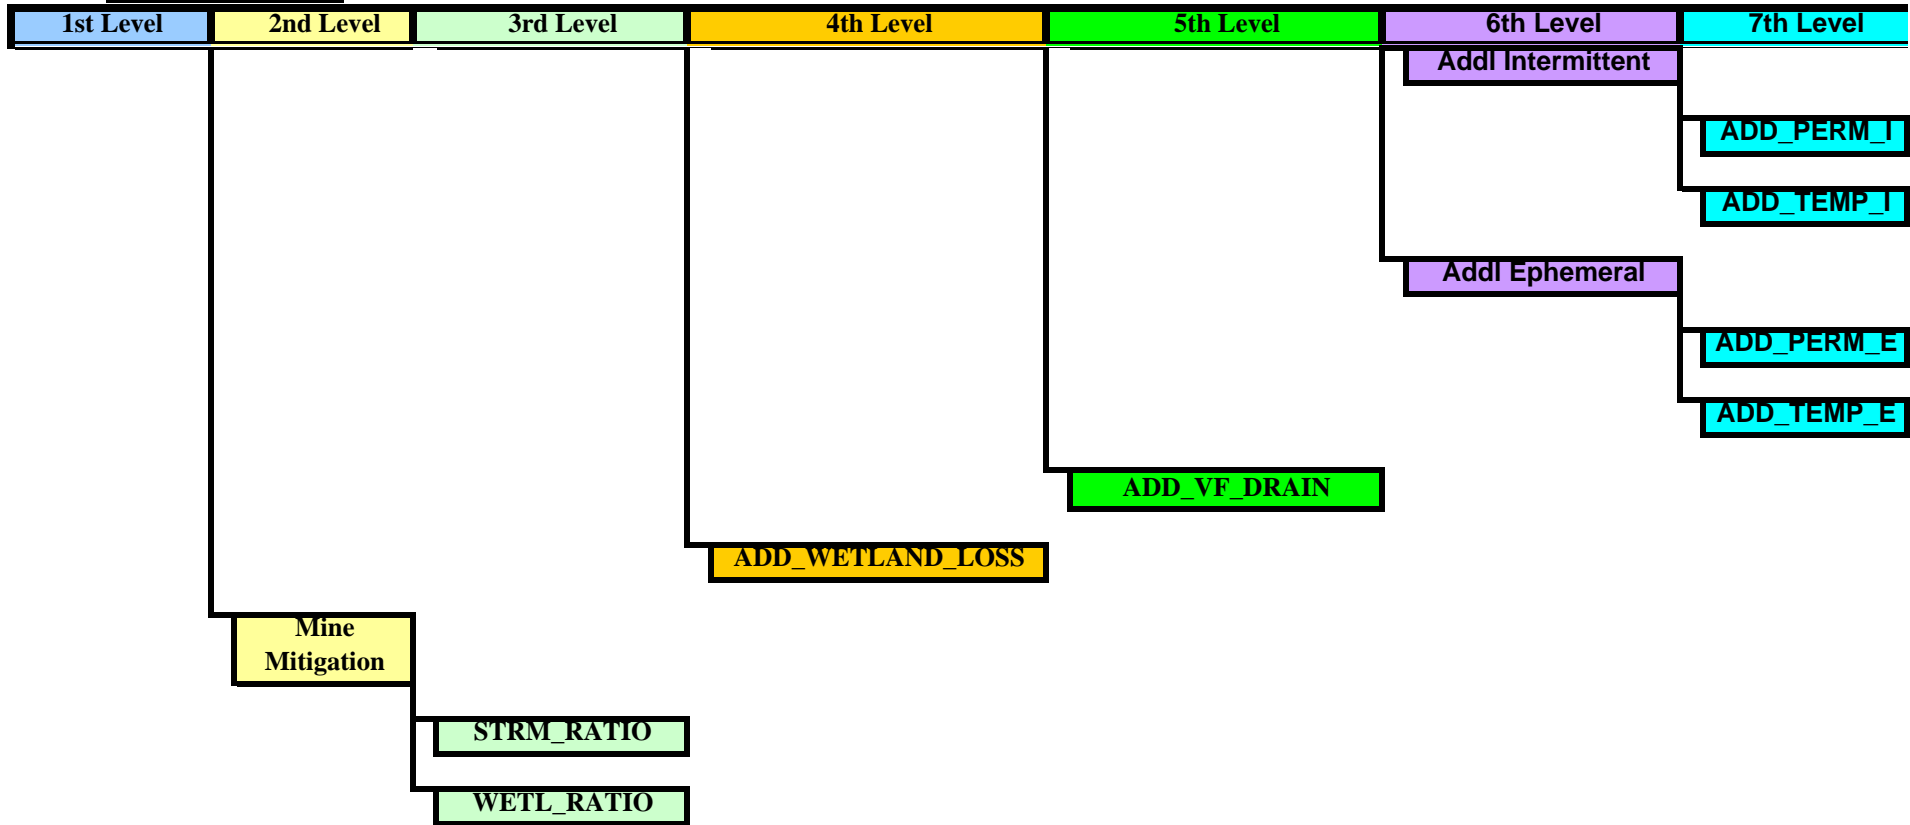 1st Level 2nd Level 3rd Level 4th Level 5th Level 6th Level 7th Level
Addl Intermittent
ADD_PERM_I
ADD_TEMP_I
Addl Ephemeral
ADD_PERM_E
ADD_TEMP_E
ADD_VF_DRAIN
ADD_WETLAND_LOSS
Mine
Mitigation
STRM_RATIO
WETL_RATIO